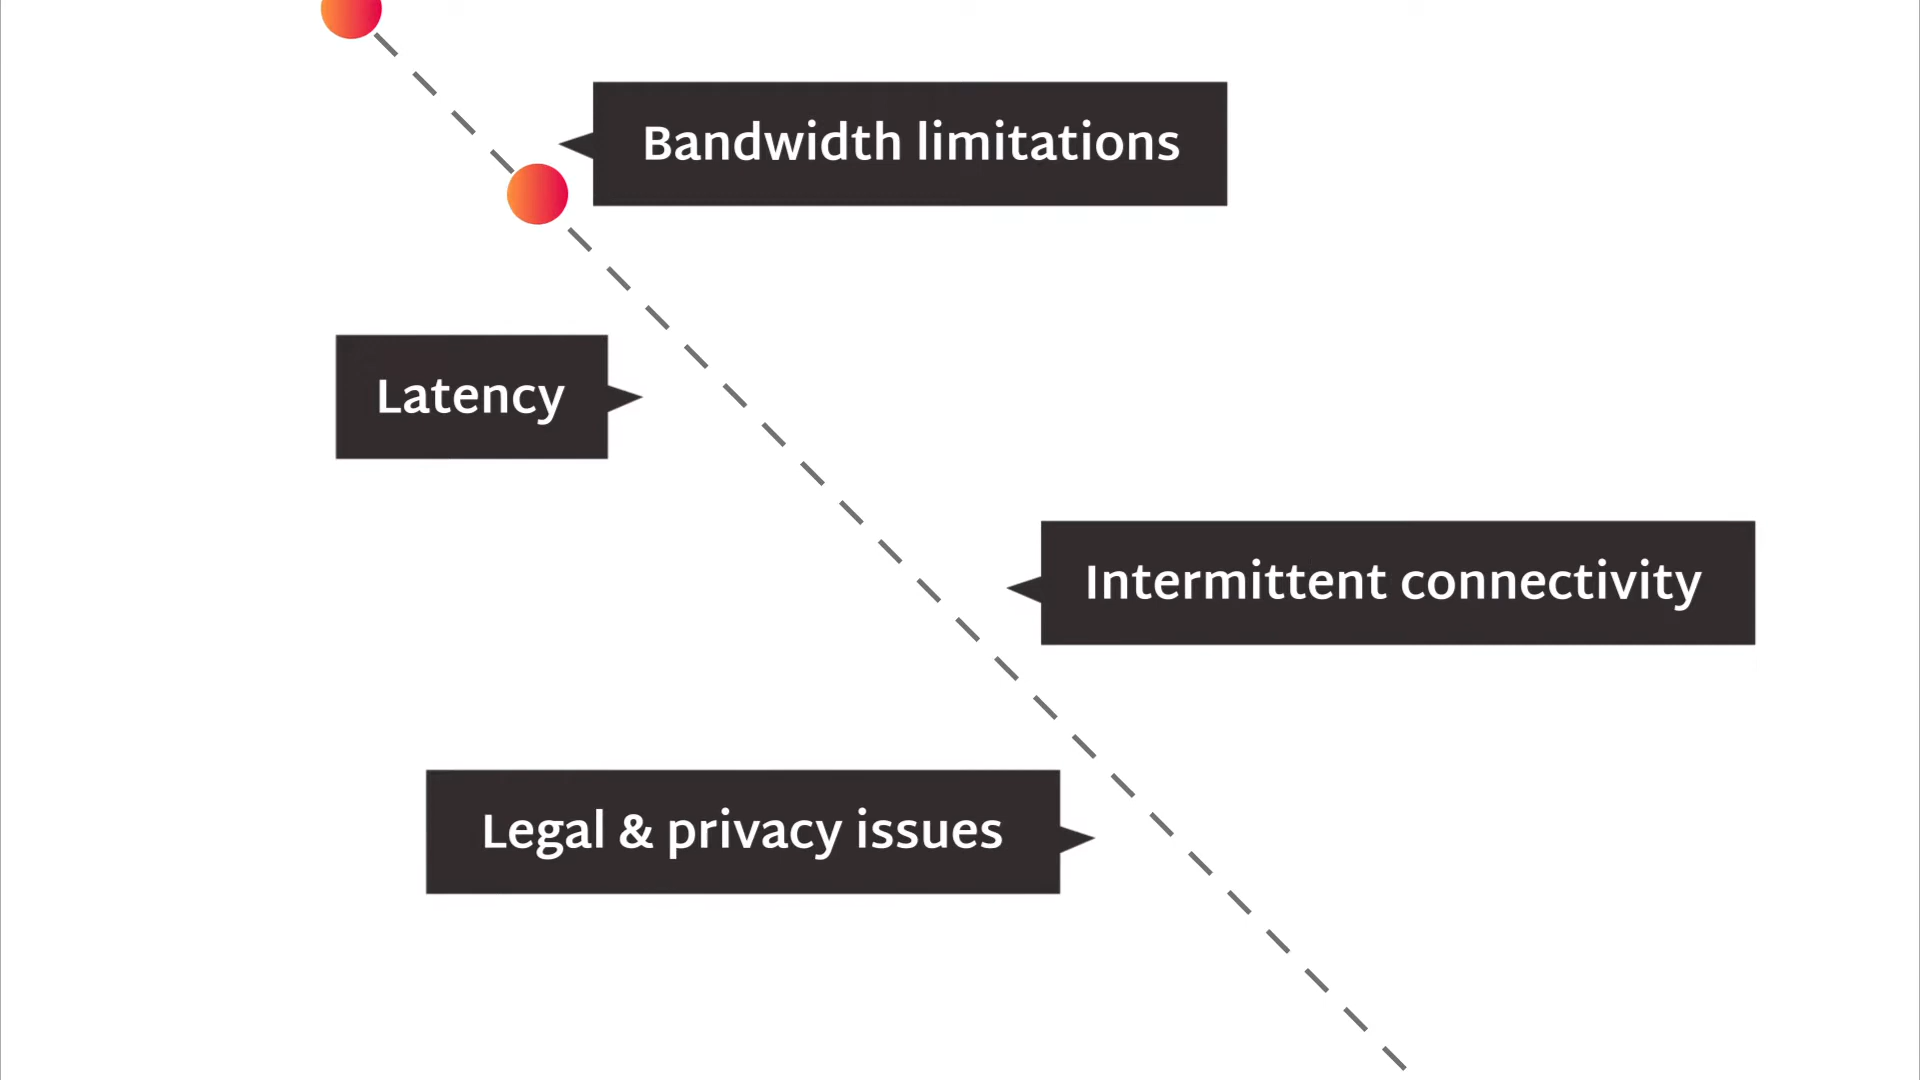 Bandwidth limitations
Latency
Intermittent connectivity
Legal & privacy issues